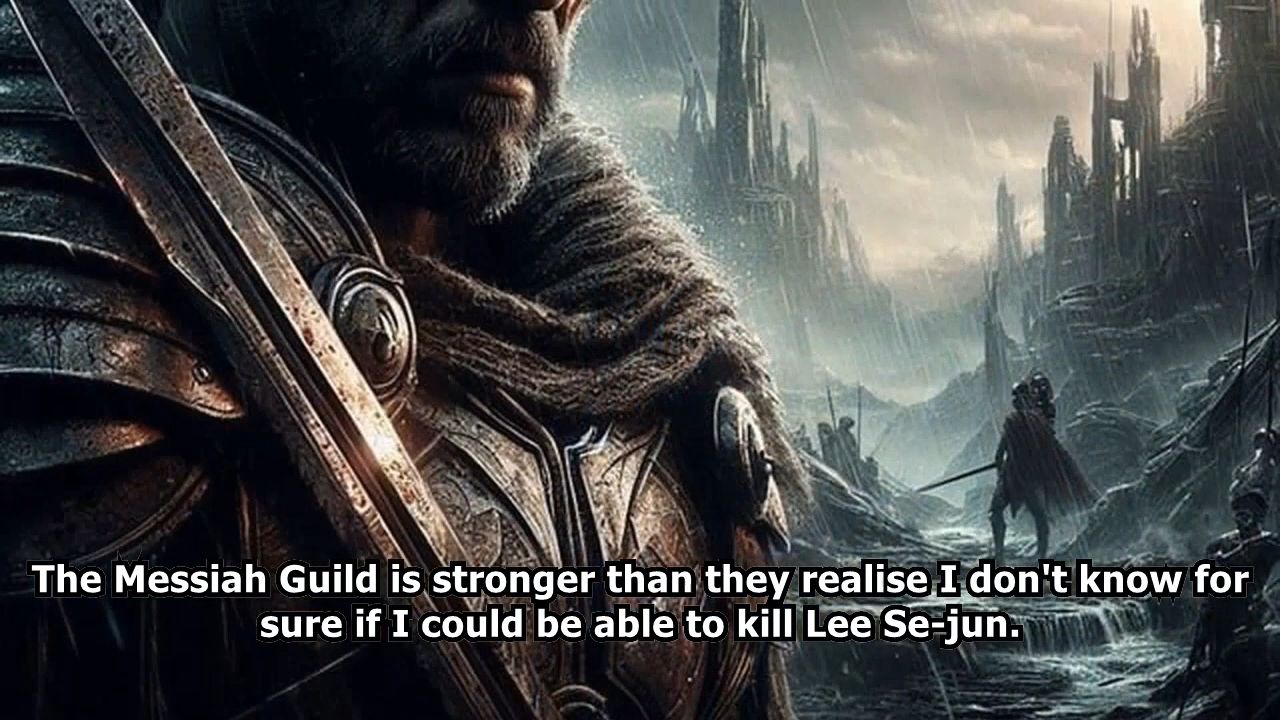 The Messiah Guild is stronger than they realise I don't know for
sure if I could be able to kill Lee Se-jun.